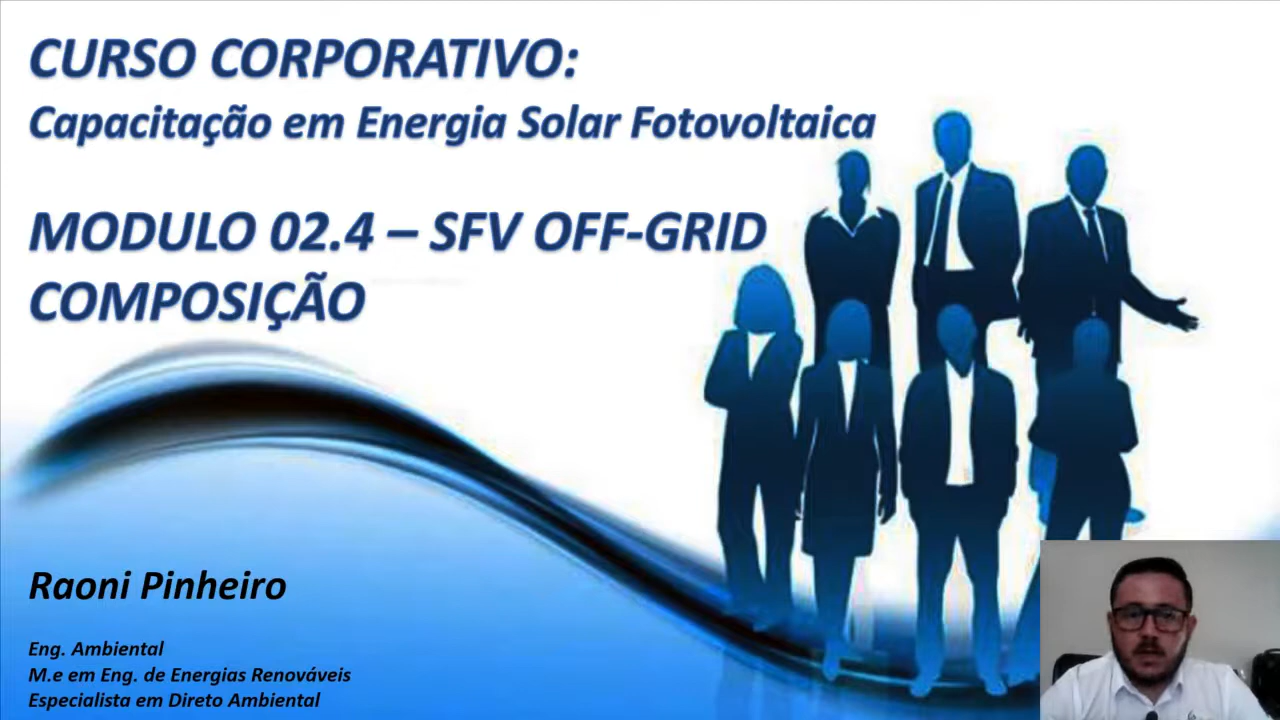 CURSO CORPORATIVO:
Capacitação em Energia Solar Fotovoltaica
MODULO 02.4 – SFV OFF-GRID
COMPOSIÇÃO
Raoni Pinheiro
Eng. Ambiental
M.e em Eng. de Energias Renováveis
Especialista em Direto Ambiental